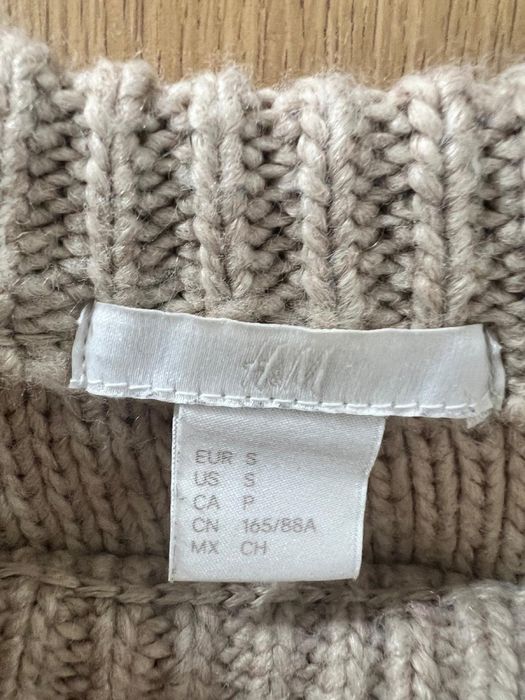 H&M
EUR S
US S
CA P
CN 165/88A
MX CH